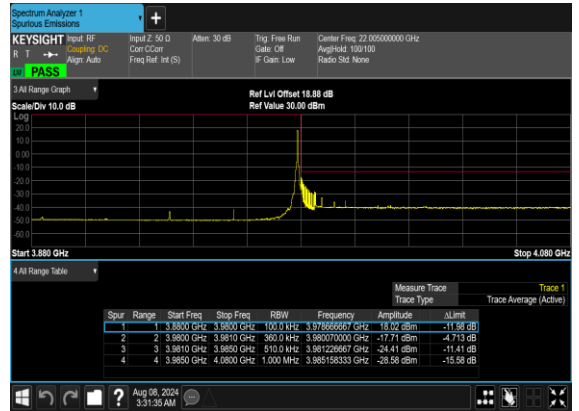 Spectrum Analyzer 1
Spurious Emissions
+
KEYSIGHT Input: RF Input Z: 50 Ω Atten: 30 dB Trig: Free Run Center Freq: 22.005000000 GHz
R T Coupling: DC Corr CCorr Gate: Off Avg|Hold: 100/100
Align: Auto Freq Ref: Int (S) IF Gain: Low Radio Std: None
PASS
3 All Range Graph
Ref Lvl Offset 18.88 dB
Scale/Div 10.0 dB Ref Value 30.00 dBm
Log
20.0
10.0
0.00
-10.0
-20.0
-30.0
-40.0
-50.0
-60.0
Start 3.880 GHz Stop 4.080 GHz
4 All Range Table
Measure Trace Trace 1
Trace Type Trace Average (Active)
Spur Range Start Freq Stop Freq RBW Frequency Amplitude ΔLimit
1 1 3.8800 GHz 3.9800 GHz 100.0 kHz 3.978666667 GHz 18.02 dBm -11.98 dB
2 2 3.9800 GHz 3.9810 GHz 360.0 kHz 3.980070000 GHz -17.71 dBm -4.713 dB
3 3 3.9810 GHz 3.9850 GHz 510.0 kHz 3.981226667 GHz -24.41 dBm -11.41 dB
4 4 3.9850 GHz 4.0800 GHz 1.000 MHz 3.985158333 GHz -28.58 dBm -15.58 dB
? Aug 08, 2024
3:31:35 AM